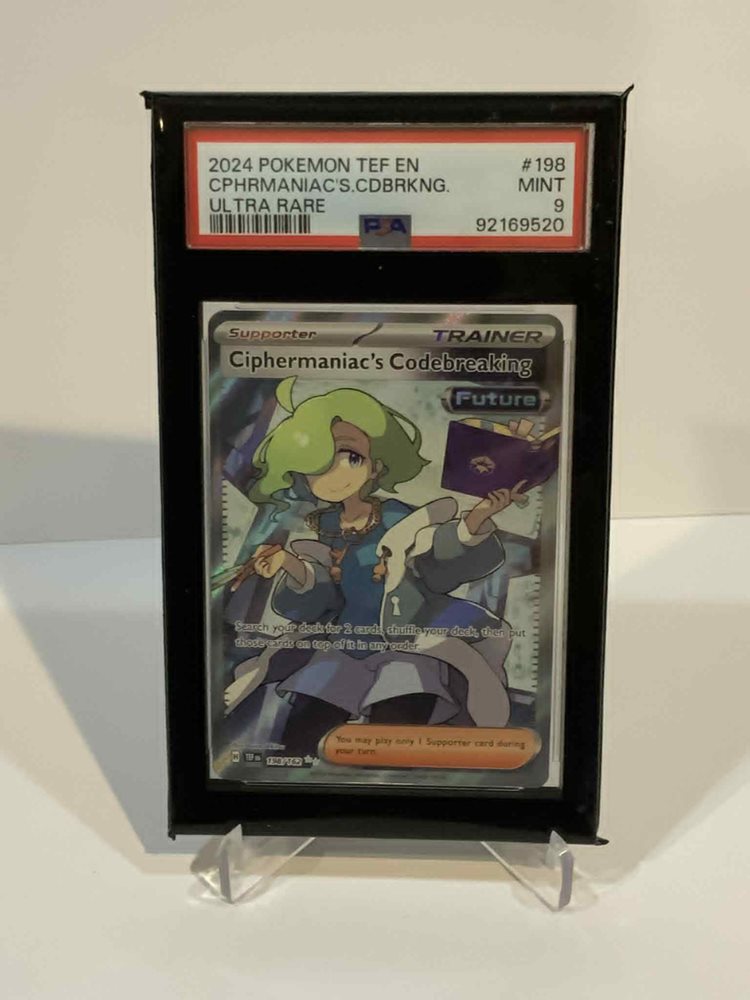 2024 POKEMON TEF EN #198
CPHRMANIAC'S.CDBRKNG. MINT
ULTRA RARE 9
PSA 92169520
Supporter TRAINER
Ciphermaniac's Codebreaking
Future
Search your deck for 2 cards, shuffle your deck, then put
those cards on top of it in any order.
You may play only 1 Supporter card during
your turn.
H TEF EN 198/162